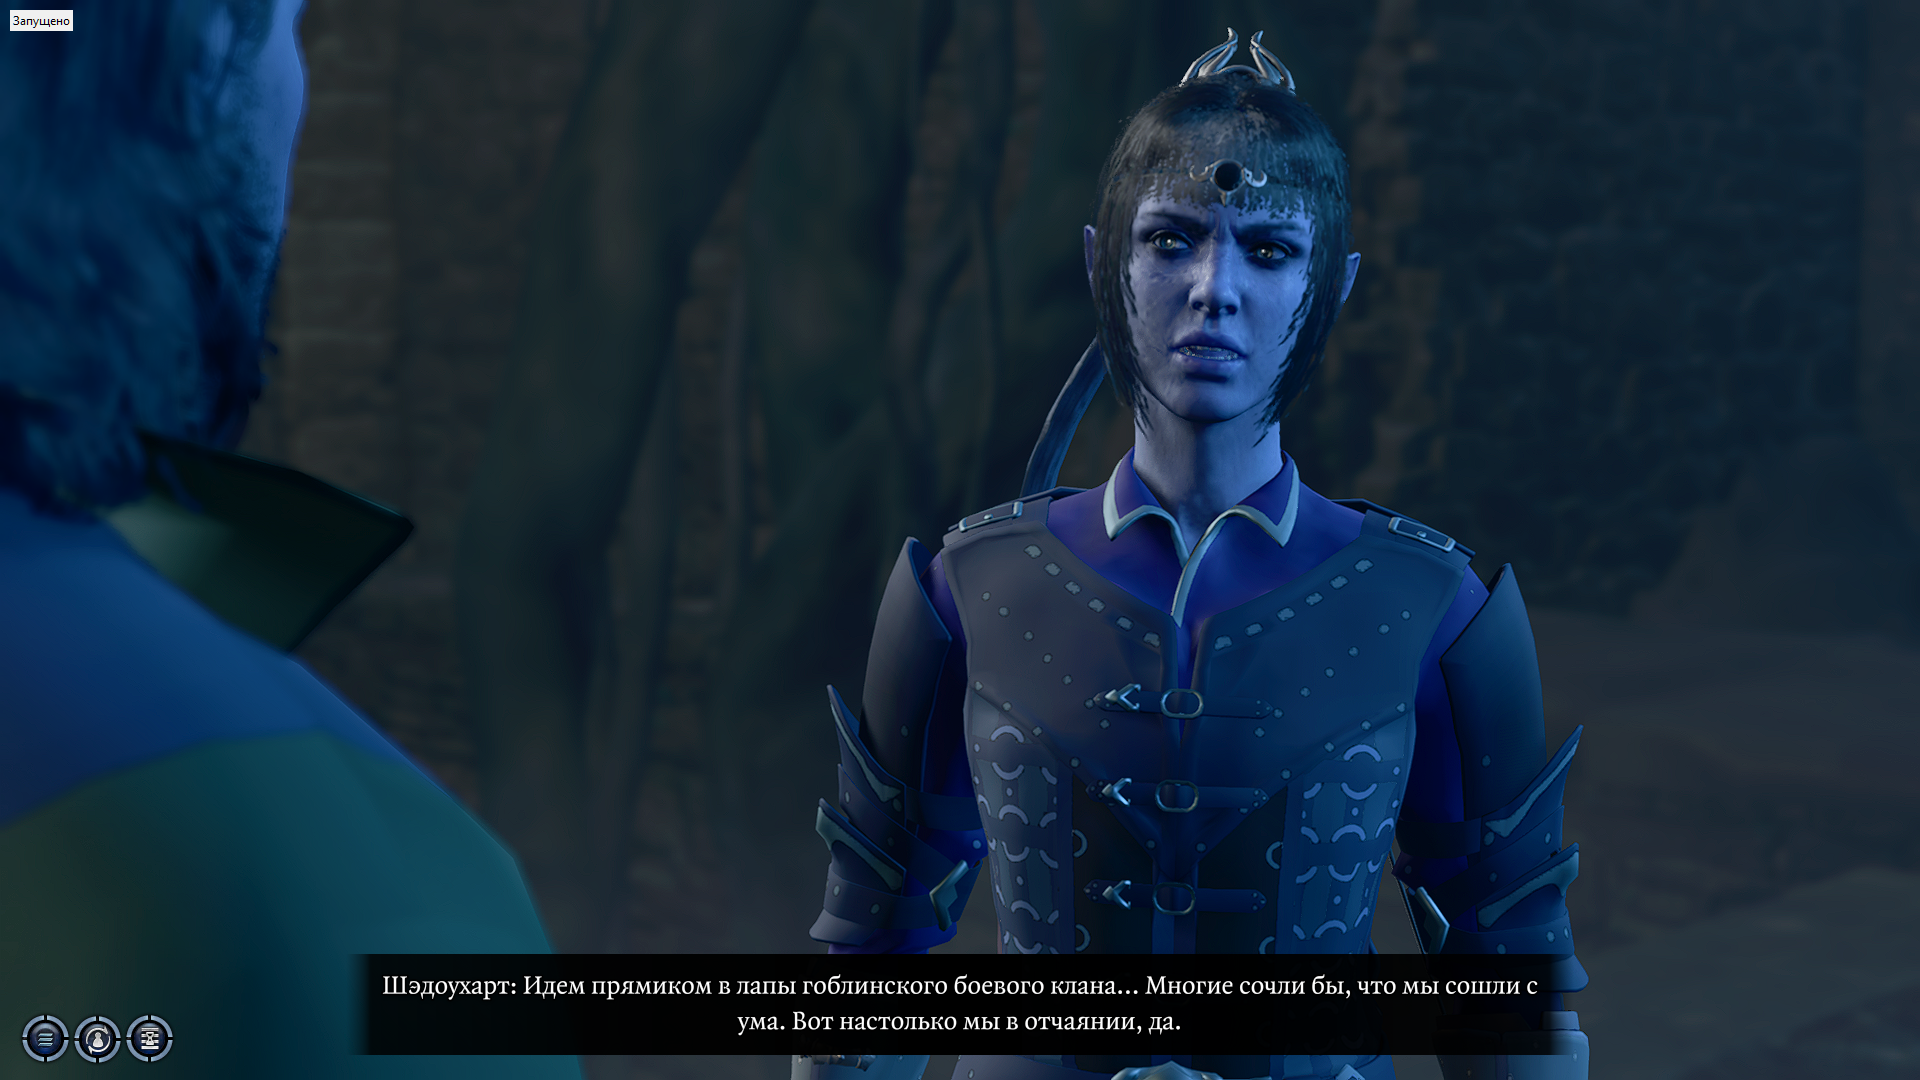 Запущено
Шэдоухарт: Идем прямиком в лапы гоблинского боевого клана... Многие сочли бы, что мы сошли с
ума. Вот настолько мы в отчаянии, да.